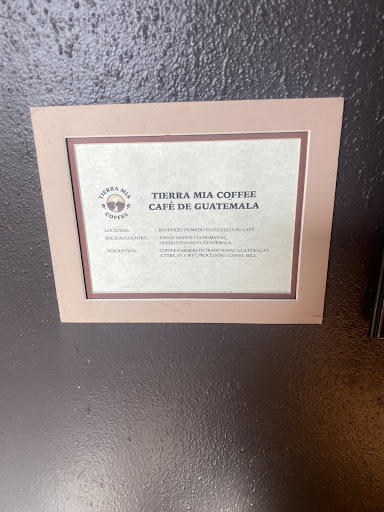 TIERRA MIA
COFFEE
TIERRA MIA COFFEE
CAFÉ DE GUATEMALA
LOCATION: BENEFICIO HUMEDO ECOLOGICO DE CAFÉ
REGION/COUNTRY: TODOS SANTOS CUCHUMATAN,
HUEHUETENANGO, GUATEMALA
DESCRIPTION: COFFEE FARMERS IN TRADITIONAL GUATEMALAN
ATTIRE AT A WET PROCESSING COFFEE MILL